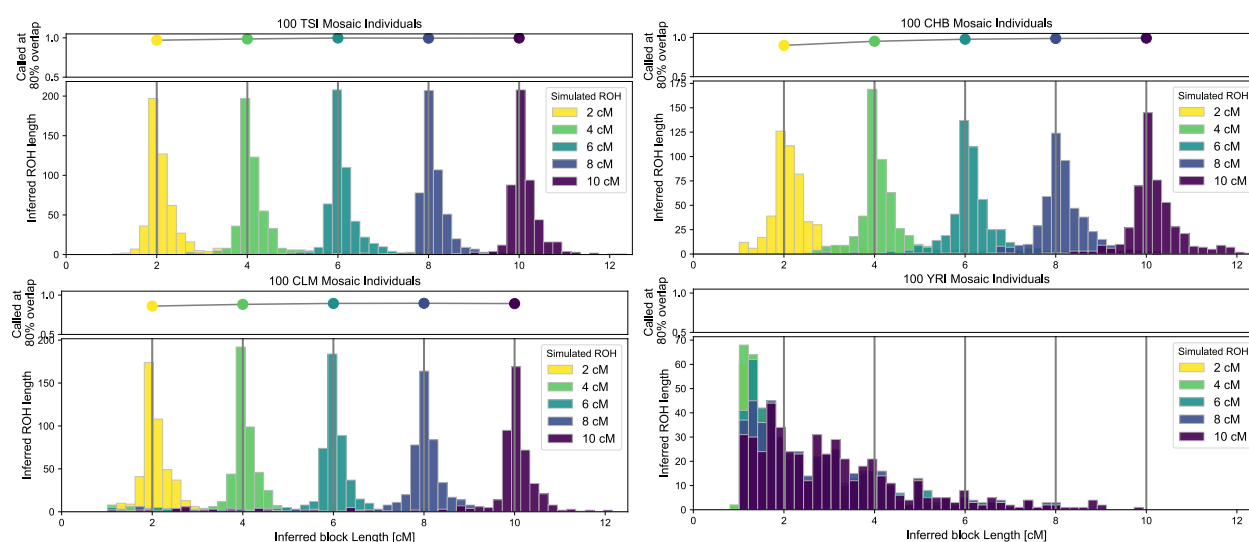 100 TSI Mosaic Individuals
Called at
80% overlap
1.0
0.5
Inferred ROH length
200
150
100
50
0
Simulated ROH
2 cM
4 cM
6 cM
8 cM
10 cM
0 2 4 6 8 10 12
100 CHB Mosaic Individuals
Called at
80% overlap
1.0
0.5
Inferred ROH length
175
150
125
100
75
50
25
0
Simulated ROH
2 cM
4 cM
6 cM
8 cM
10 cM
0 2 4 6 8 10 12
100 CLM Mosaic Individuals
Called at
80% overlap
1.0
0.5
Inferred ROH length
200
150
100
50
0
Simulated ROH
2 cM
4 cM
6 cM
8 cM
10 cM
0 2 4 6 8 10 12
Inferred block Length [cM]
100 YRI Mosaic Individuals
Called at
80% overlap
1.0
0.5
Inferred ROH length
70
60
50
40
30
20
10
0
Simulated ROH
2 cM
4 cM
6 cM
8 cM
10 cM
0 2 4 6 8 10 12
Inferred block Length [cM]